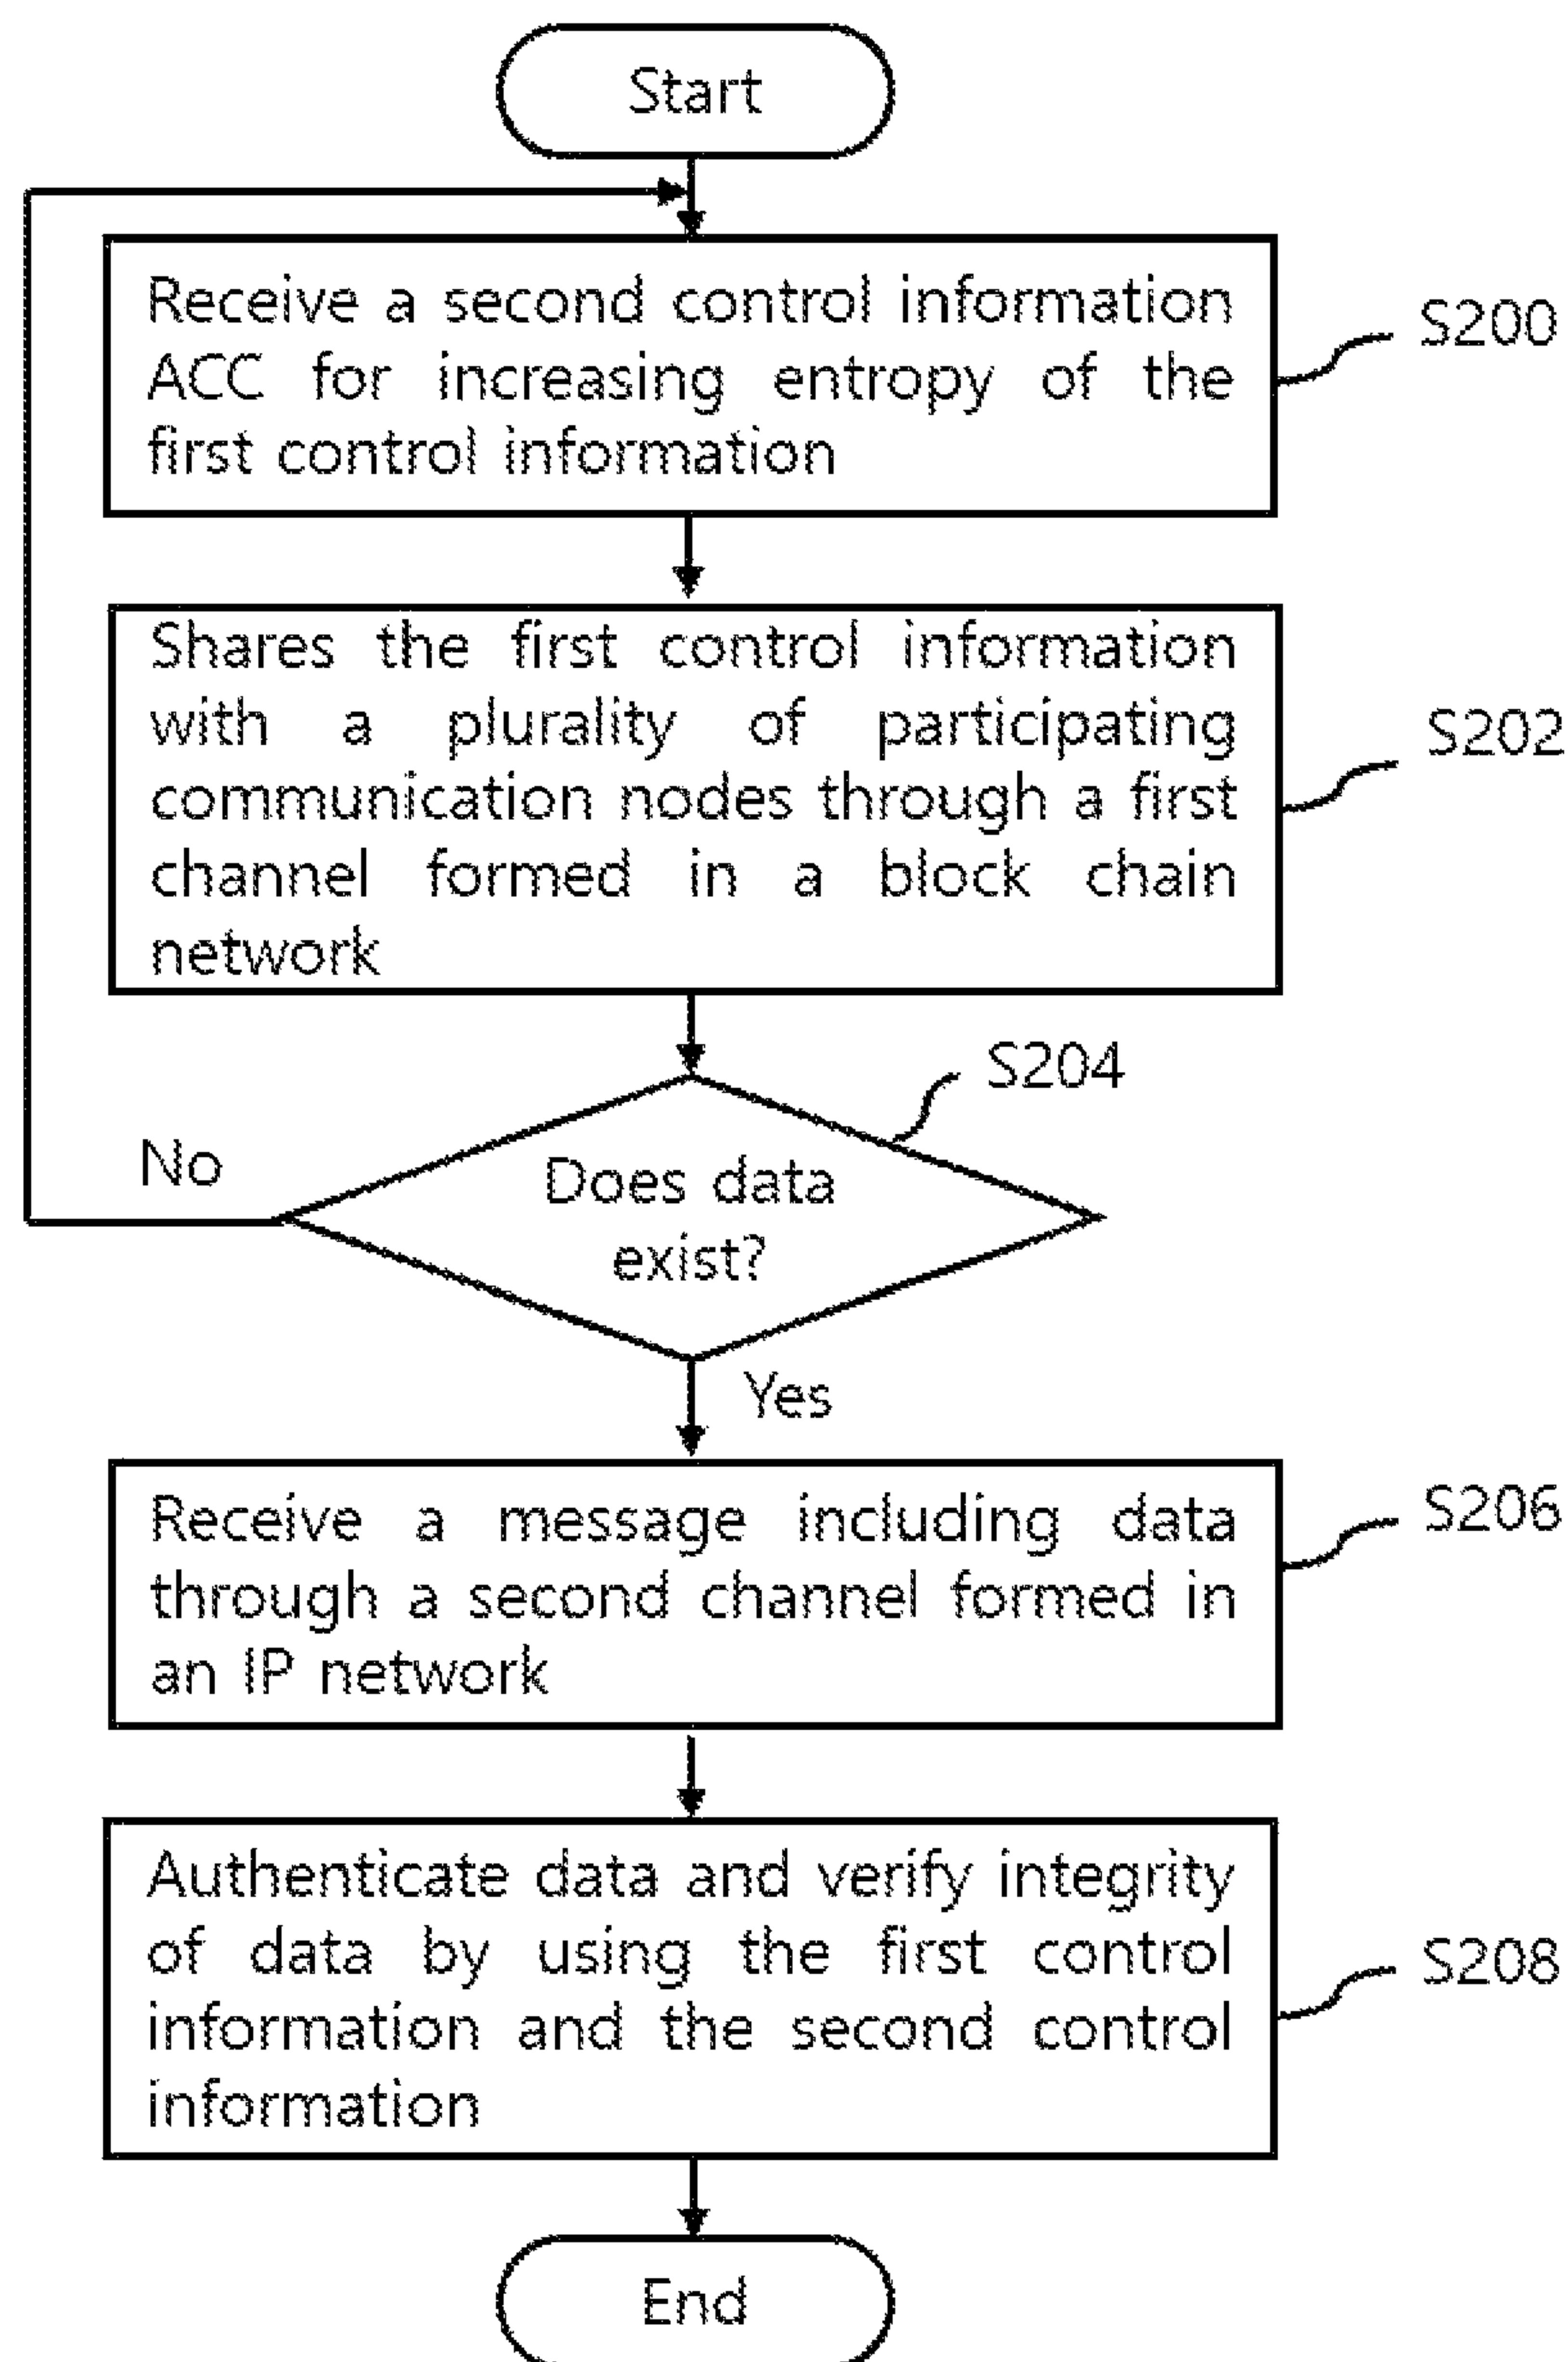 Start
Receive a second control information
ACC for increasing entropy of the
first control information
S200
Shares the first control information
with a plurality of participating
communication nodes through a first
channel formed in a block chain
network
S202
S204
Does data
exist?
No
Yes
Receive a message including data
through a second channel formed in
an IP network
S206
Authenticate data and verify integrity
of data by using the first control
information and the second control
information
S208
End